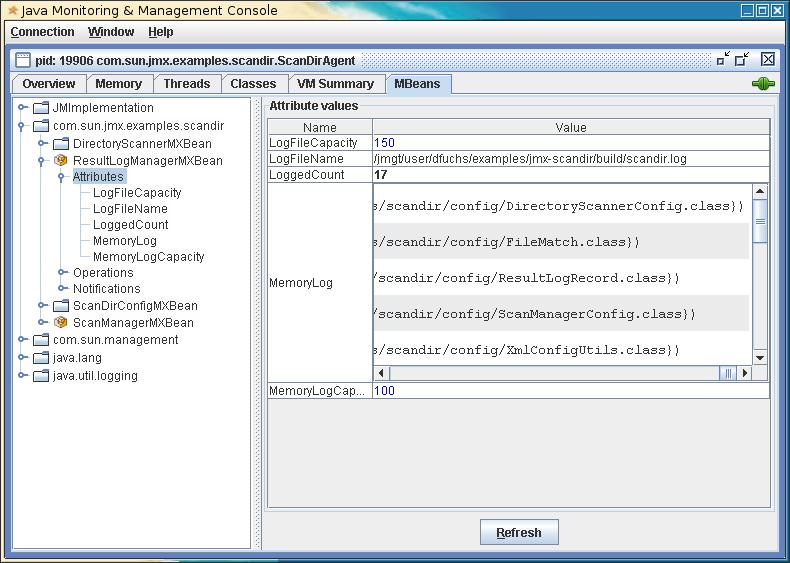 Java Monitoring & Management Console
Connection Window Help
pid: 19906 com.sun.jmx.examples.scandir.ScanDirAgent
Overview Memory Threads Classes VM Summary MBeans
JMImplementation
com.sun.jmx.examples.scandir
DirectoryScannerMXBean
ResultLogManagerMXBean
Attributes
LogFileCapacity
LogFileName
LoggedCount
MemoryLog
MemoryLogCapacity
Operations
Notifications
ScanDirConfigMXBean
ScanManagerMXBean
com.sun.management
java.lang
java.util.logging
Attribute values
Name Value
LogFileCapacity 150
LogFileName /jmgt/user/dfuchs/examples/jmx-scandir/build/scandir.log
LoggedCount 17
MemoryLog
s/scandir/config/DirectoryScannerConfig.class})
/scandir/config/FileMatch.class})
/scandir/config/ResultLogRecord.class})
/scandir/config/ScanManagerConfig.class})
s/scandir/config/XmlConfigUtils.class})
MemoryLogCap... 100
Refresh